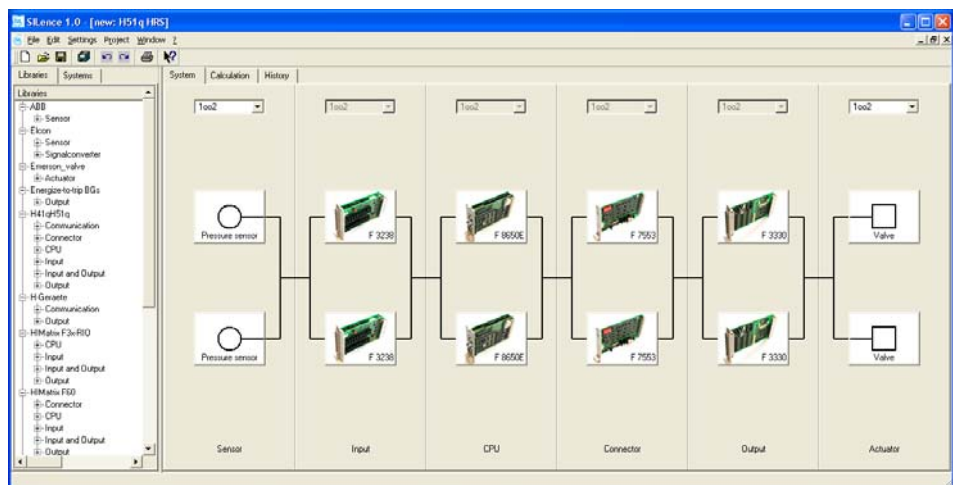 SILence 1.0 - [new: H51q HRS]
File Edit Settings Project Window ?
Libraries Systems
System Calculation History
Libraries
ABB
Sensor
Elcon
Sensor
Signalconverter
Emerson_valve
Actuator
Energize-to-trip BGs
Output
H41qH51q
Communication
Connector
CPU
Input
Input and Output
Output
H Geraete
Communication
Output
HIMatrix F3x-RIO
CPU
Input
Input and Output
Output
HIMatrix F60
Connector
CPU
Input
Input and Output
Output
1oo2 1oo2 1oo2 1oo2 1oo2 1oo2
Pressure sensor F 3238 F 8650E F 7553 F 3330 Valve
Pressure sensor F 3238 F 8650E F 7553 F 3330 Valve
Sensor Input CPU Connector Output Actuator